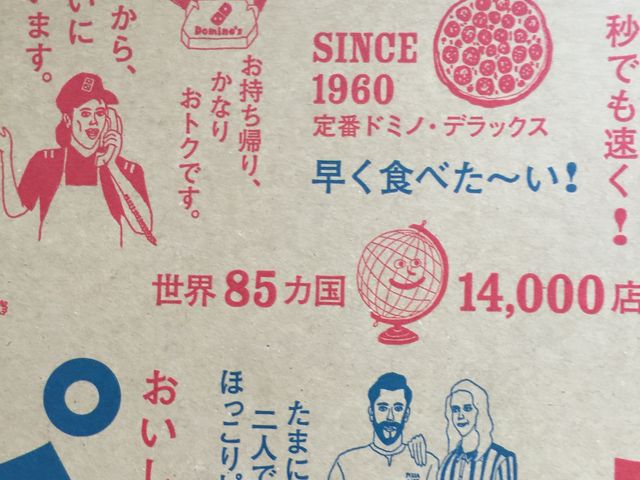 から、
いに
います。
Domino's
お持ち帰り、
かなり
おトクです。
SINCE
1960
定番ドミノ・デラックス
早く食べた〜い!
秒でも速く!
世界85カ国
14,000店
おいし
たまに
二人で
ほっこりピ